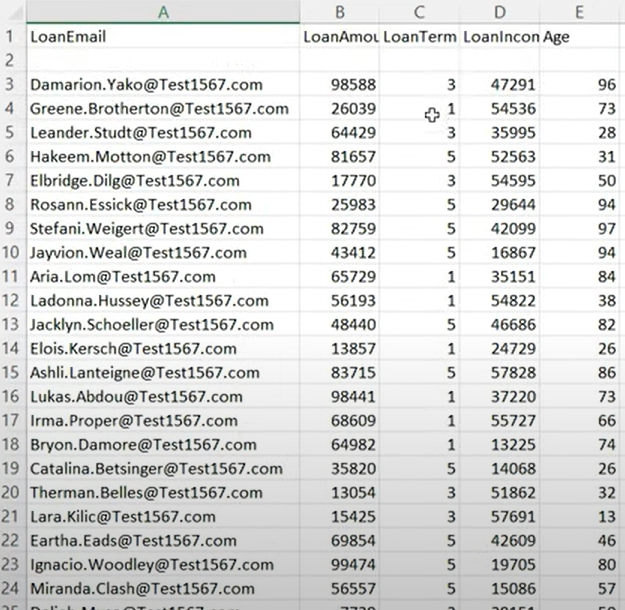 A B C D E
1 LoanEmail LoanAmou LoanTerm LoanIncon Age
2
3 Damarion.Yako@Test1567.com 98588 3 47291 96
4 Greene.Brotherton@Test1567.com 26039 1 54536 73
5 Leander.Studt@Test1567.com 64429 3 35995 28
6 Hakeem.Motton@Test1567.com 81657 5 52563 31
7 Elbridge.Dilg@Test1567.com 17770 3 54595 50
8 Rosann.Essick@Test1567.com 25983 5 29644 94
9 Stefani.Weigert@Test1567.com 82759 5 42099 97
10 Jayvion.Weal@Test1567.com 43412 5 16867 94
11 Aria.Lom@Test1567.com 65729 1 35151 84
12 Ladonna.Hussey@Test1567.com 56193 1 54822 38
13 Jacklyn.Schoeller@Test1567.com 48440 5 46686 82
14 Elois.Kersch@Test1567.com 13857 1 24729 26
15 Ashli.Lanteigne@Test1567.com 83715 5 57828 86
16 Lukas.Abdou@Test1567.com 98441 1 37220 73
17 Irma.Proper@Test1567.com 68609 1 55727 66
18 Bryon.Damore@Test1567.com 64982 1 13225 74
19 Catalina.Betsinger@Test1567.com 35820 5 14068 26
20 Therman.Belles@Test1567.com 13054 3 51862 32
21 Lara.Kilic@Test1567.com 15425 3 57691 13
22 Eartha.Eads@Test1567.com 69854 5 42609 46
23 Ignacio.Woodley@Test1567.com 99474 5 19705 80
24 Miranda.Clash@Test1567.com 56557 5 15086 57